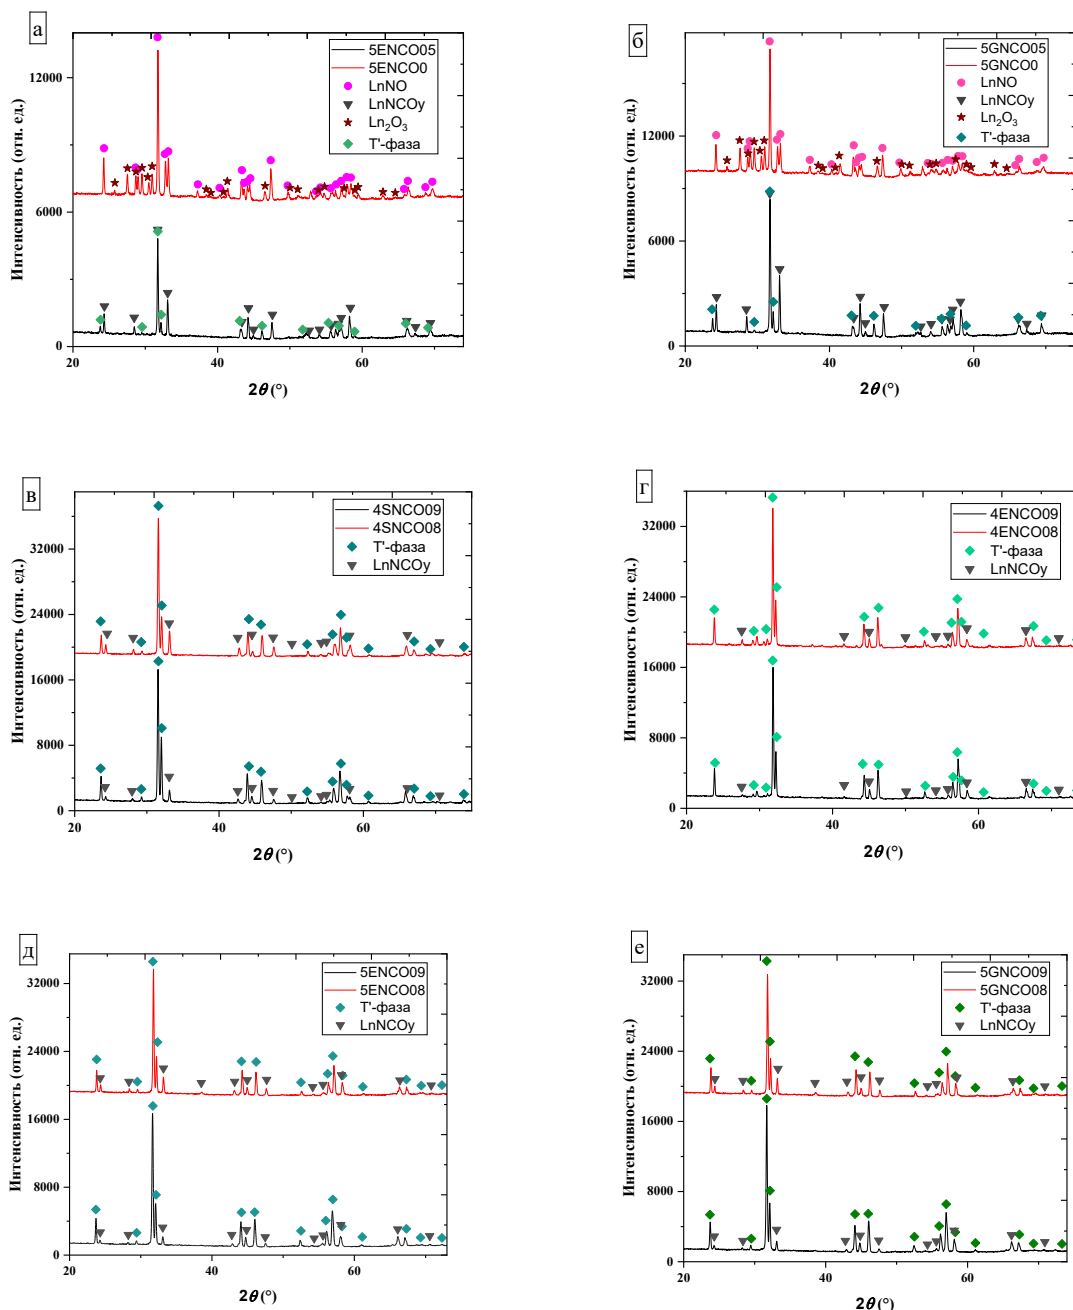 а
5ENCO05
5ENCO0
LnNO
LnNCOy
Ln₂O₃
T'-фаза
Интенсивность (отн. ед.)
12000
6000
0
20
40
60
2θ (°)
б
5GNCO05
5GNCO0
LnNO
LnNCOy
Ln₂O₃
T'-фаза
Интенсивность (отн. ед.)
12000
6000
0
20
40
60
2θ (°)
в
4SNCO09
4SNCO08
T'-фаза
LnNCOy
Интенсивность (отн. ед.)
32000
24000
16000
8000
0
20
40
60
2θ (°)
г
4ENCO09
4ENCO08
T'-фаза
LnNCOy
Интенсивность (отн. ед.)
32000
24000
16000
8000
0
20
40
60
2θ (°)
д
5ENCO09
5ENCO08
T'-фаза
LnNCOy
Интенсивность (отн. ед.)
32000
24000
16000
8000
0
20
40
60
2θ (°)
е
5GNCO09
5GNCO08
T'-фаза
LnNCOy
Интенсивность (отн. ед.)
32000
24000
16000
8000
0
20
40
60
2θ (°)